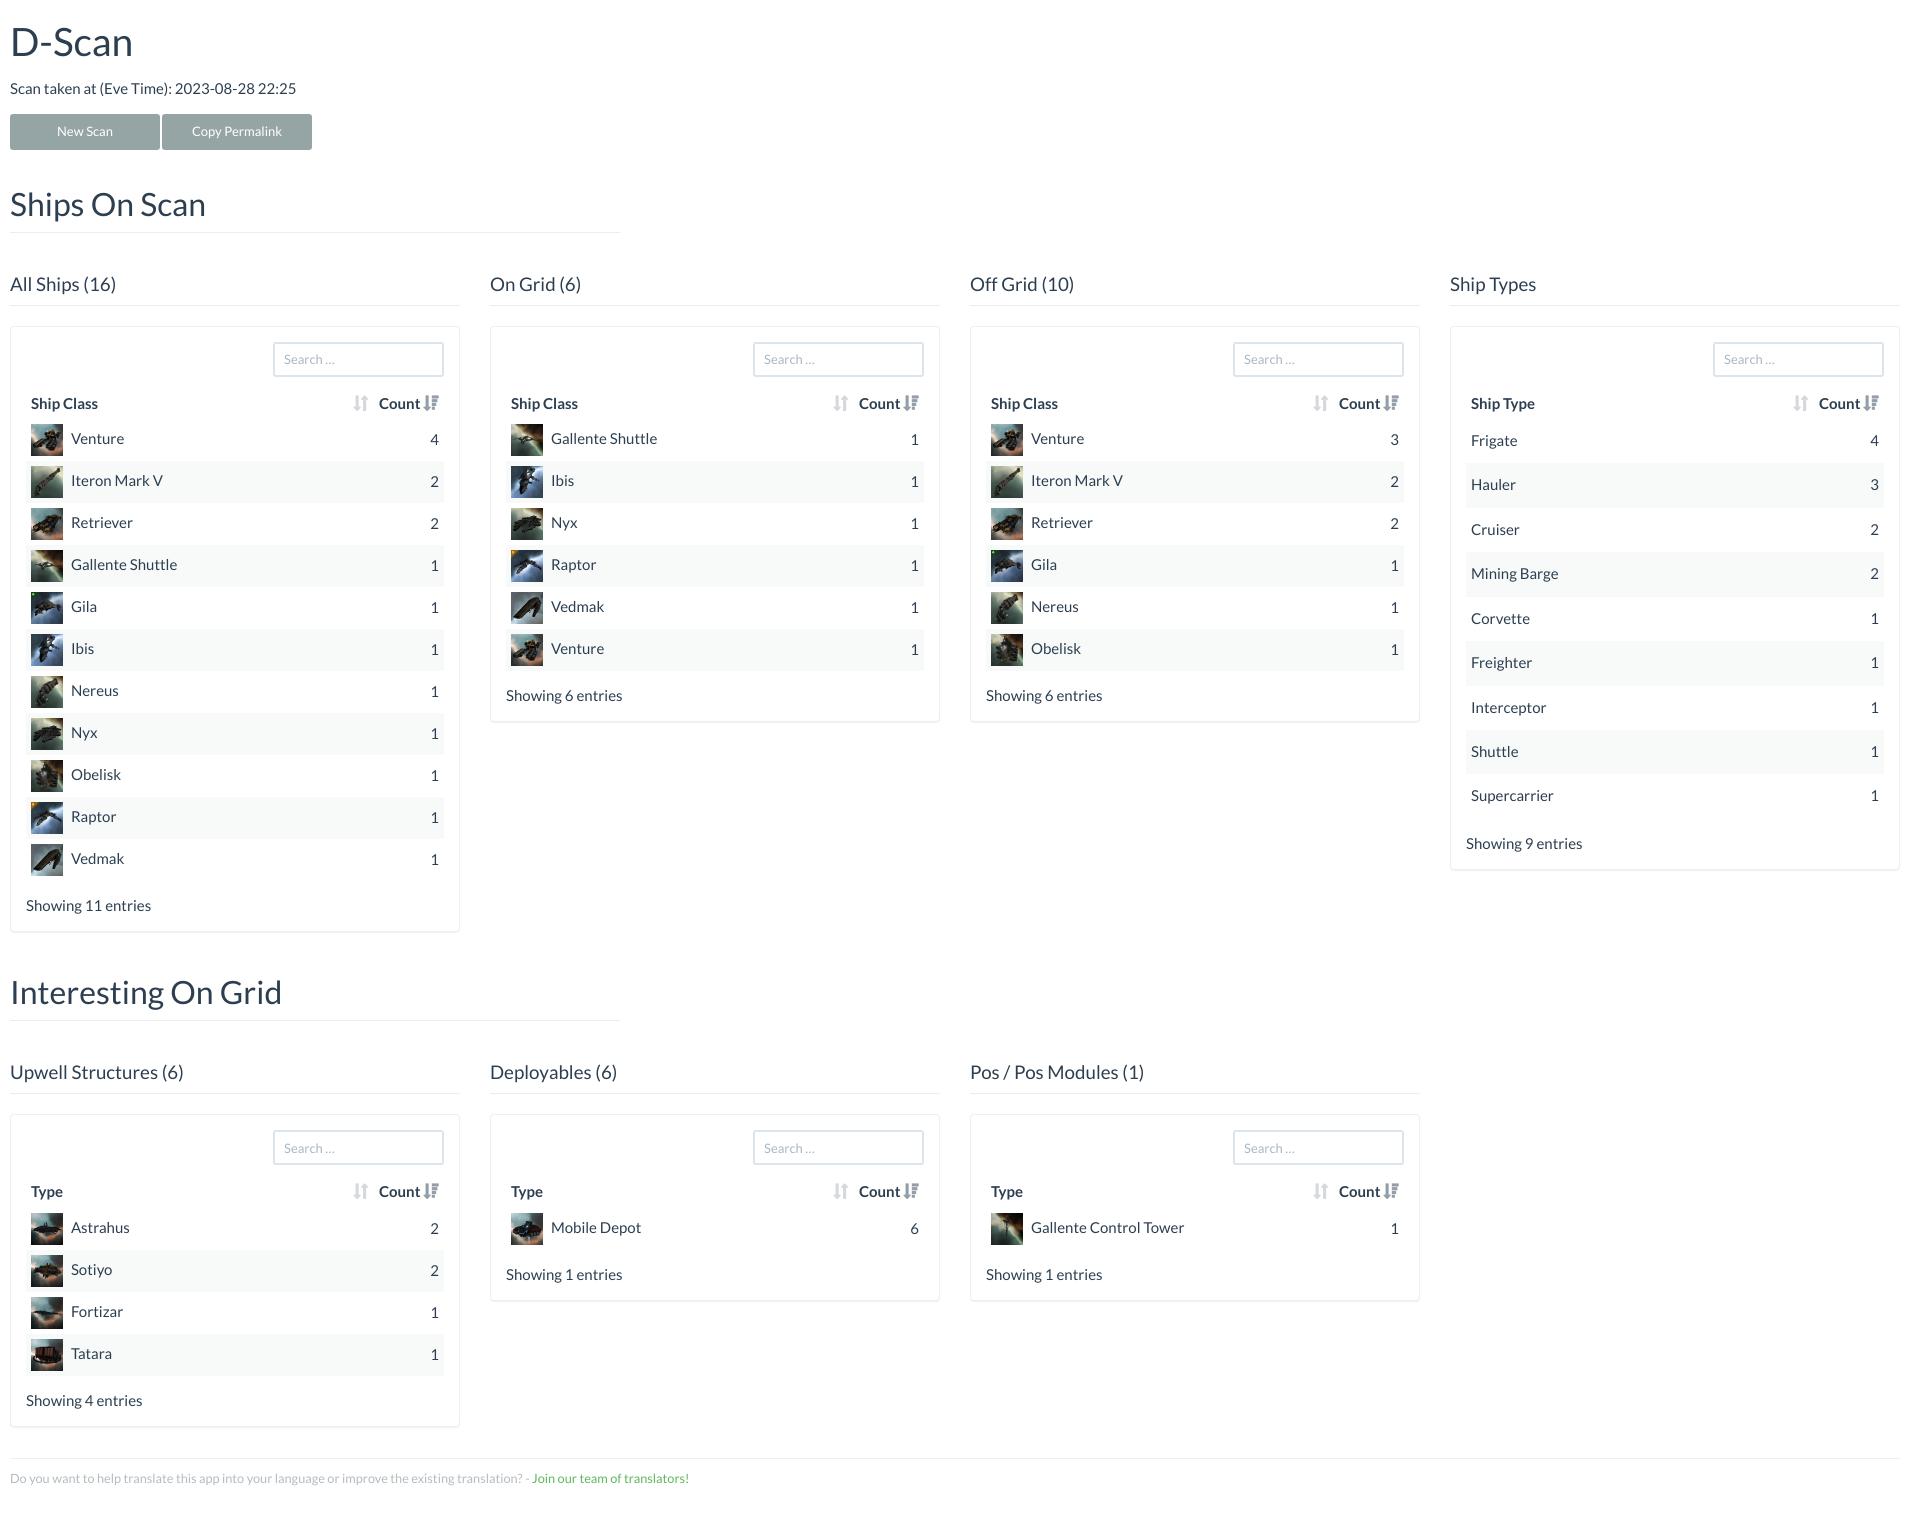 D-Scan
Scan taken at (Eve Time): 2023-08-28 22:25
New Scan Copy Permalink
Ships On Scan
All Ships (16)
Search ...
Ship Class Count
Venture 4
Iteron Mark V 2
Retriever 2
Gallente Shuttle 1
Gila 1
Ibis 1
Nereus 1
Nyx 1
Obelisk 1
Raptor 1
Vedmak 1
Showing 11 entries
On Grid (6)
Search ...
Ship Class Count
Gallente Shuttle 1
Ibis 1
Nyx 1
Raptor 1
Vedmak 1
Venture 1
Showing 6 entries
Off Grid (10)
Search ...
Ship Class Count
Venture 3
Iteron Mark V 2
Retriever 2
Gila 1
Nereus 1
Obelisk 1
Showing 6 entries
Ship Types
Search ...
Ship Type Count
Frigate 4
Hauler 3
Cruiser 2
Mining Barge 2
Corvette 1
Freighter 1
Interceptor 1
Shuttle 1
Supercarrier 1
Showing 9 entries
Interesting On Grid
Upwell Structures (6)
Search ...
Type Count
Astrahus 2
Sotiyo 2
Fortizar 1
Tatara 1
Showing 4 entries
Deployables (6)
Search ...
Type Count
Mobile Depot 6
Showing 1 entries
Pos / Pos Modules (1)
Search ...
Type Count
Gallente Control Tower 1
Showing 1 entries
Do you want to help translate this app into your language or improve the existing translation? - Join our team of translators!